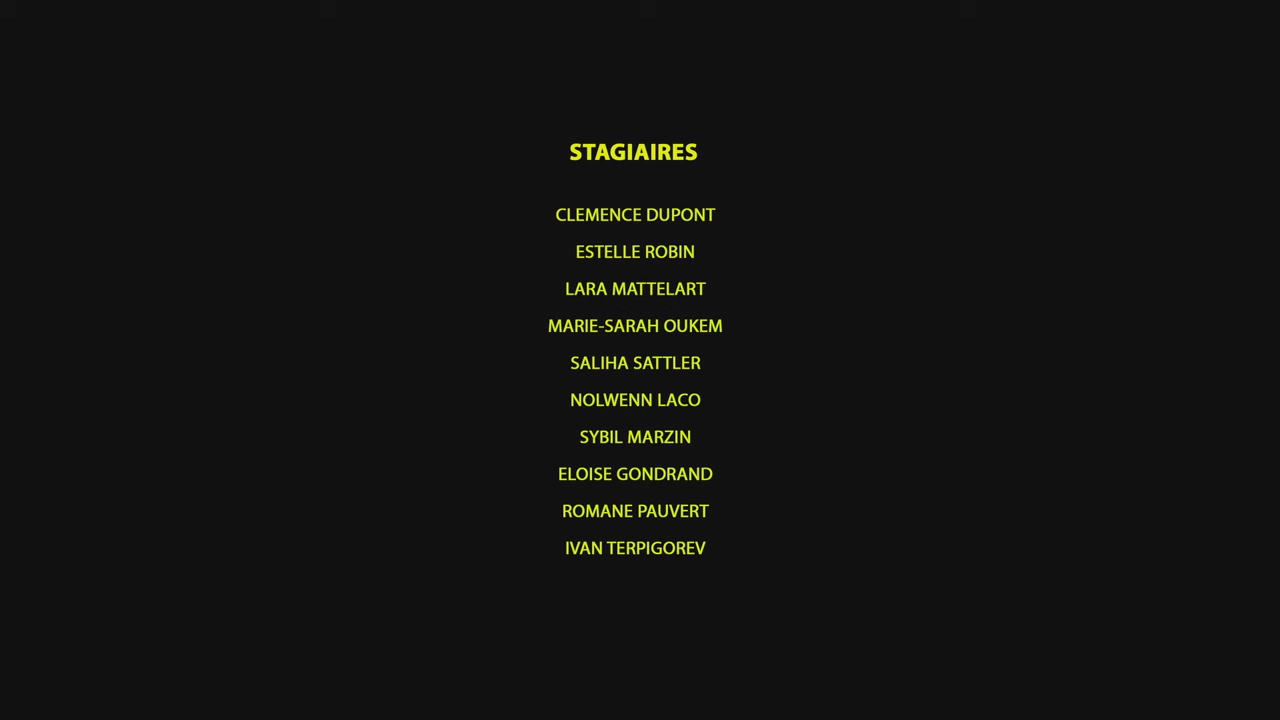 STAGIAIRES
CLEMENCE DUPONT
ESTELLE ROBIN
LARA MATTELART
MARIE-SARAH OUKEM
SALIHA SATTLER
NOLWENN LACO
SYBIL MARZIN
ELOISE GONDRAND
ROMANE PAUVERT
IVAN TERPIGOREV